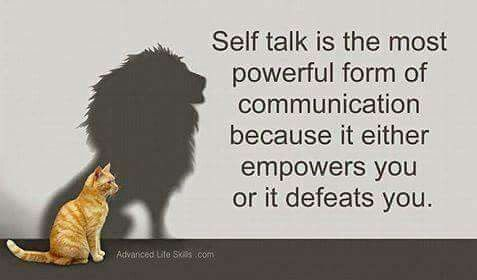 Self talk is the most
powerful form of
communication
because it either
empowers you
or it defeats you.
Advanced Life Skills .com